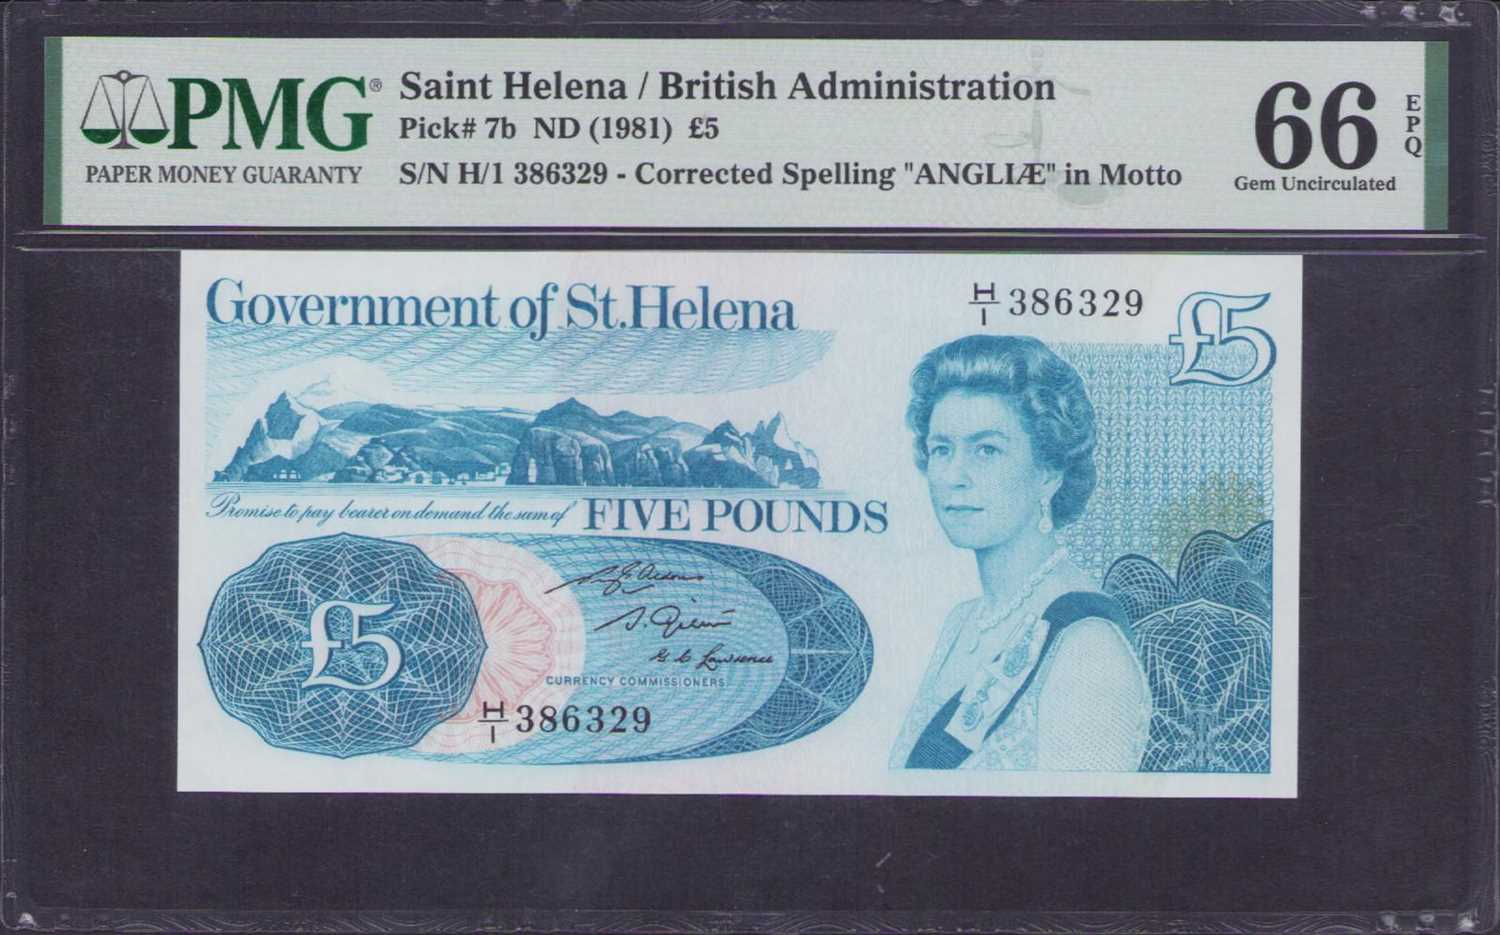 PMG®
PAPER MONEY GUARANTY
Saint Helena / British Administration
Pick# 7b ND (1981) £5
S/N H/1 386329 - Corrected Spelling "ANGLIÆ" in Motto
66
EPQ
Gem Uncirculated
Government of St.Helena
H/1 386329
£5
Promise to pay bearer on demand the sum of FIVE POUNDS
£5
G C Lawrence
CURRENCY COMMISSIONERS
H/1 386329